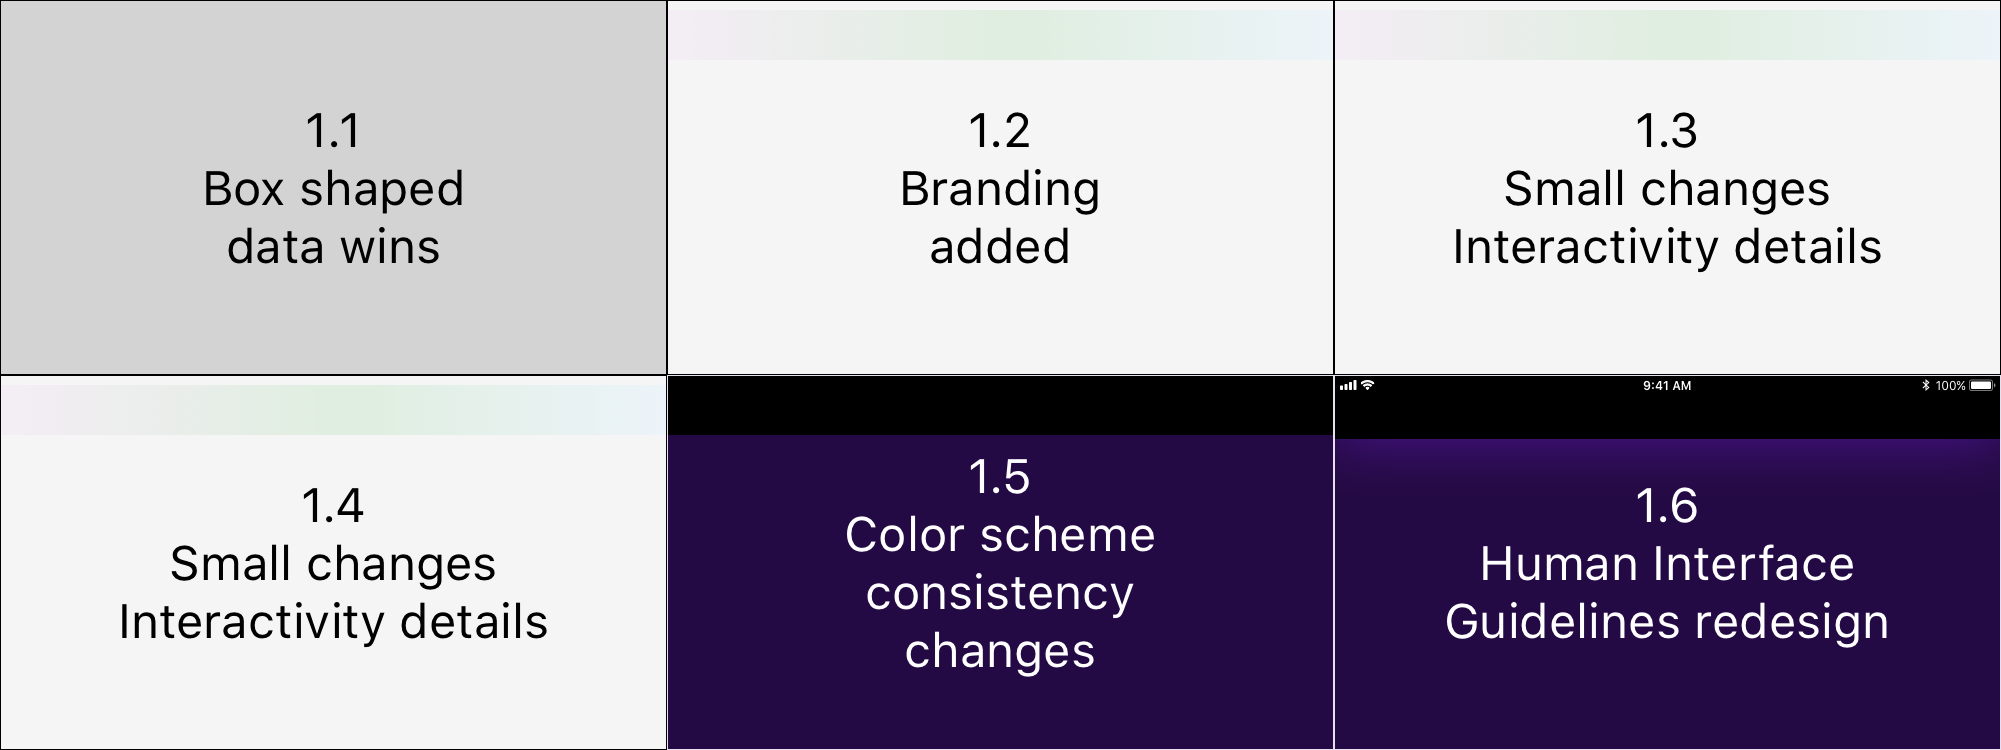 1.1
Box shaped
data wins
1.2
Branding
added
1.3
Small changes
Interactivity details
1.4
Small changes
Interactivity details
1.5
Color scheme
consistency
changes
9:41 AM
100%
1.6
Human Interface
Guidelines redesign